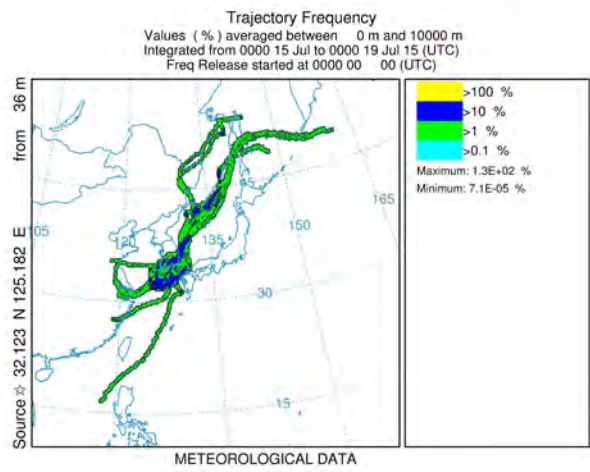 Trajectory Frequency
Values ( % ) averaged between 0 m and 10000 m
Integrated from 0000 15 Jul to 0000 19 Jul 15 (UTC)
Freq Release started at 0000 00 00 (UTC)
Source ☆ 32.123 N 125.182 E from 36 m
>100 %
>10 %
>1 %
>0.1 %
Maximum: 1.3E+02 %
Minimum: 7.1E-05 %
45
165
105
120
135
150
30
15
METEOROLOGICAL DATA